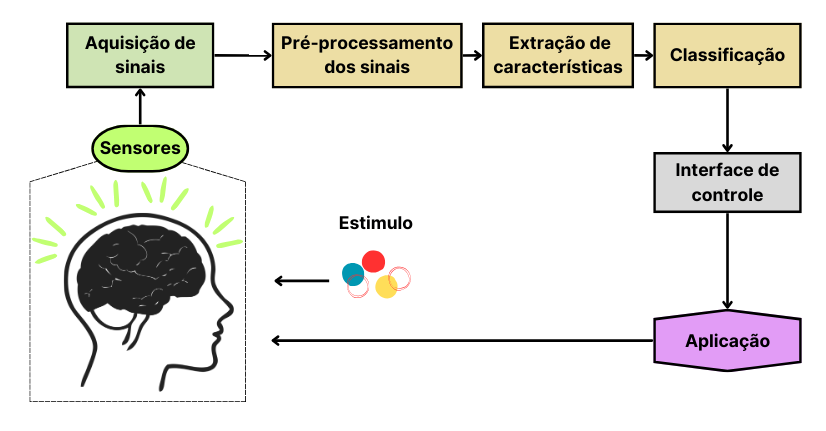 Aquisição de
sinais
Pré-processamento
dos sinais
Extração de
características
Classificação
Sensores
Interface de
controle
Estimulo
Aplicação